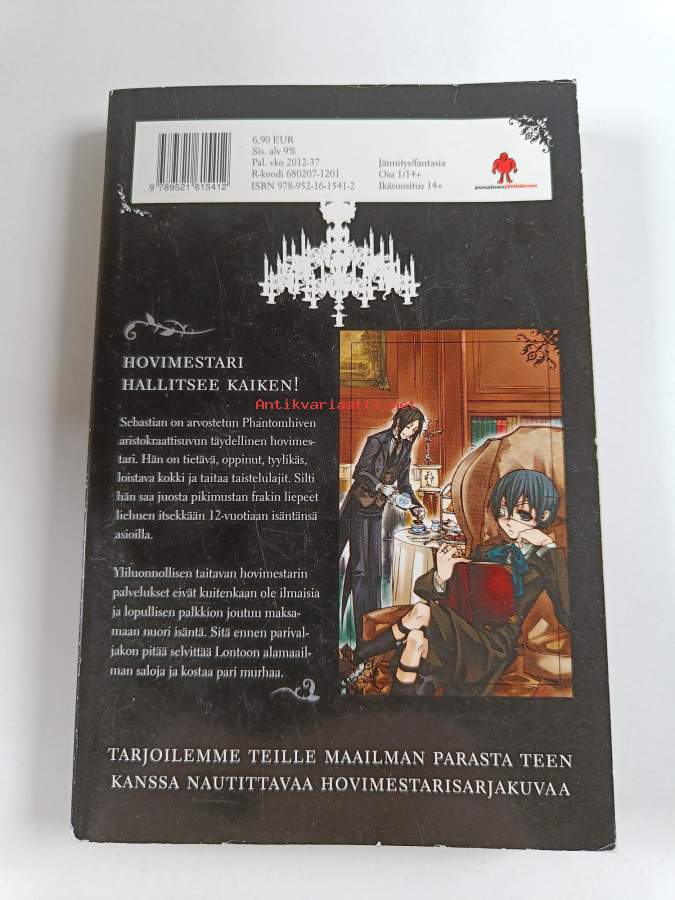 6,90 EUR
Sis. alv 9%
Pal. vko 2012-37
R-koodi 680207-1201
ISBN 978-952-16-1541-2
Jännitys/fantasia
Osa 1/14+
Ikäsuositus 14+
punainenjättiläinen
9 789521 615412
HOVIMESTARI
HALLITSEE KAIKEN!
Antikvariaatti.net
Sebastian on arvostetun Phantomhiven
aristokraattisuvun täydellinen hovimes-
tari. Hän on tietävä, oppinut, tyylikäs,
loistava kokki ja taitaa taistelulajit. Silti
hän saa juosta pikimustan frakin liepeet
liehuen itsekkään 12-vuotiaan isäntänsä
asioilla.
Yliluonnollisen taitavan hovimestarin
palvelukset eivät kuitenkaan ole ilmaisia
ja lopullisen palkkion joutuu maksa-
maan nuori isäntä. Sitä ennen parival-
jakon pitää selvittää Lontoon alamaail-
man saloja ja kostaa pari murhaa.
TARJOILEMME TEILLE MAAILMAN PARASTA TEEN
KANSSA NAUTITTAVAA HOVIMESTARISARJAKUVAA